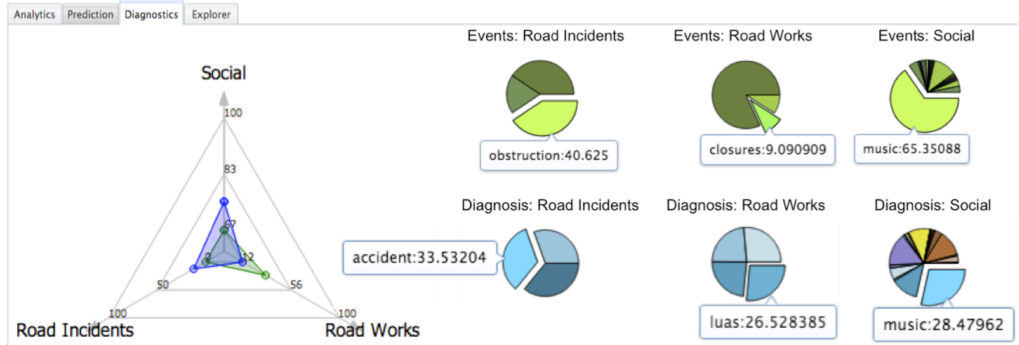 Analytics Prediction Diagnostics Explorer
Events: Road Incidents Events: Road Works Events: Social
Social
100
obstruction:40.625 closures:9.090909 music:65.35088
83
Diagnosis: Road Incidents Diagnosis: Road Works Diagnosis: Social
12
accident:33.53204
50 56
100 100
luas:26.528385 music:28.47962
Road Incidents Road Works